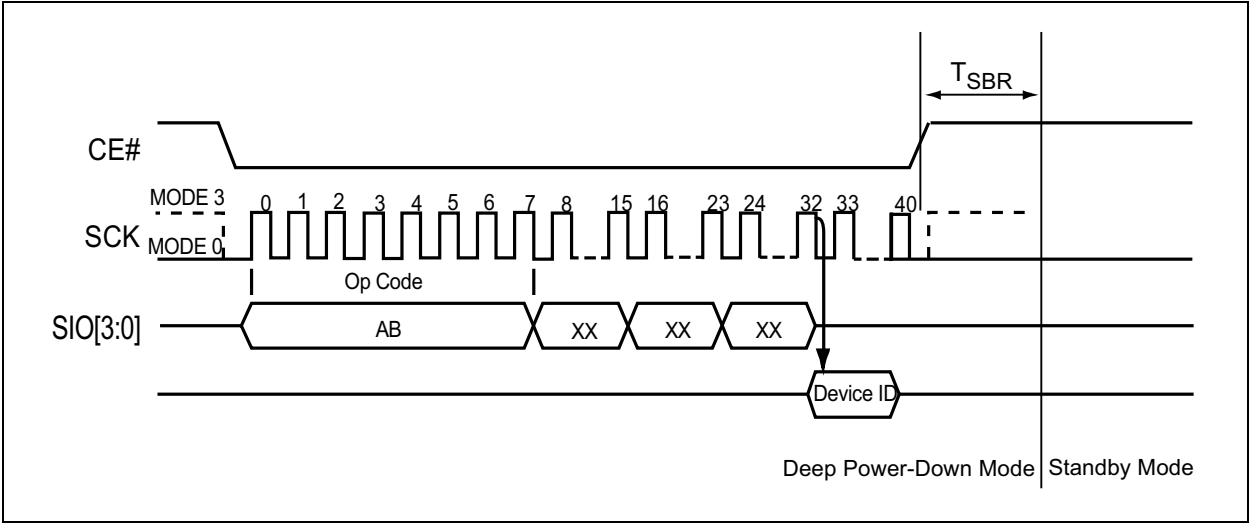 T_SBR
CE#
MODE 3
0 1 2 3 4 5 6 7 8 15 16 23 24 32 33 40
SCK
MODE 0
Op Code
SIO[3:0]
AB XX XX XX
Device ID
Deep Power-Down Mode Standby Mode